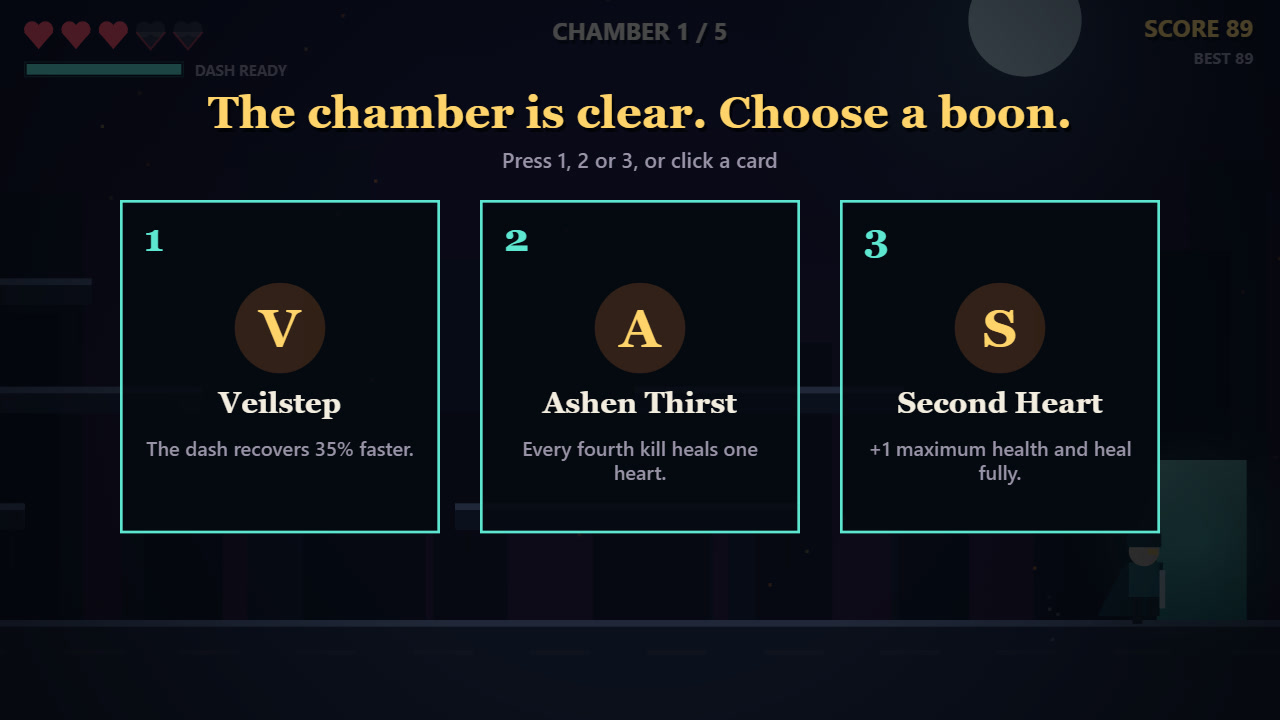 CHAMBER 1 / 5
SCORE 89
DASH READY
BEST 89
The chamber is clear. Choose a boon.
Press 1, 2 or 3, or click a card
1
V
Veilstep
The dash recovers 35% faster.
2
A
Ashen Thirst
Every fourth kill heals one
heart.
3
S
Second Heart
+1 maximum health and heal
fully.